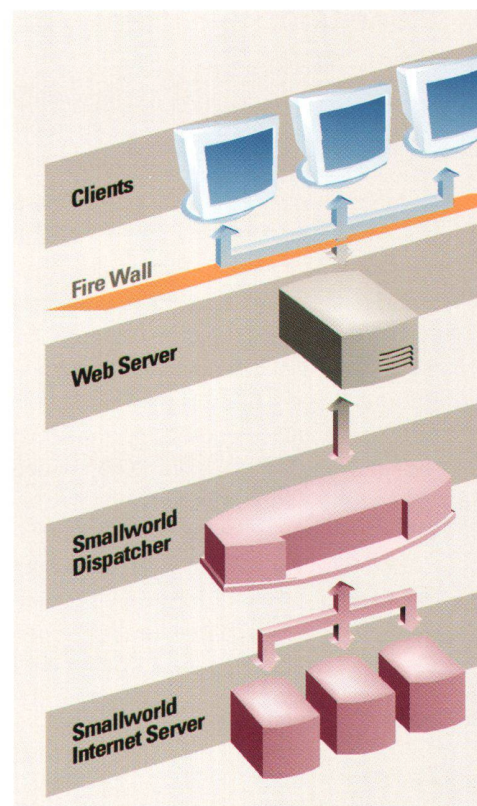 Clients
Fire Wall
Web Server
Smallworld
Dispatcher
Smallworld
Internet Server